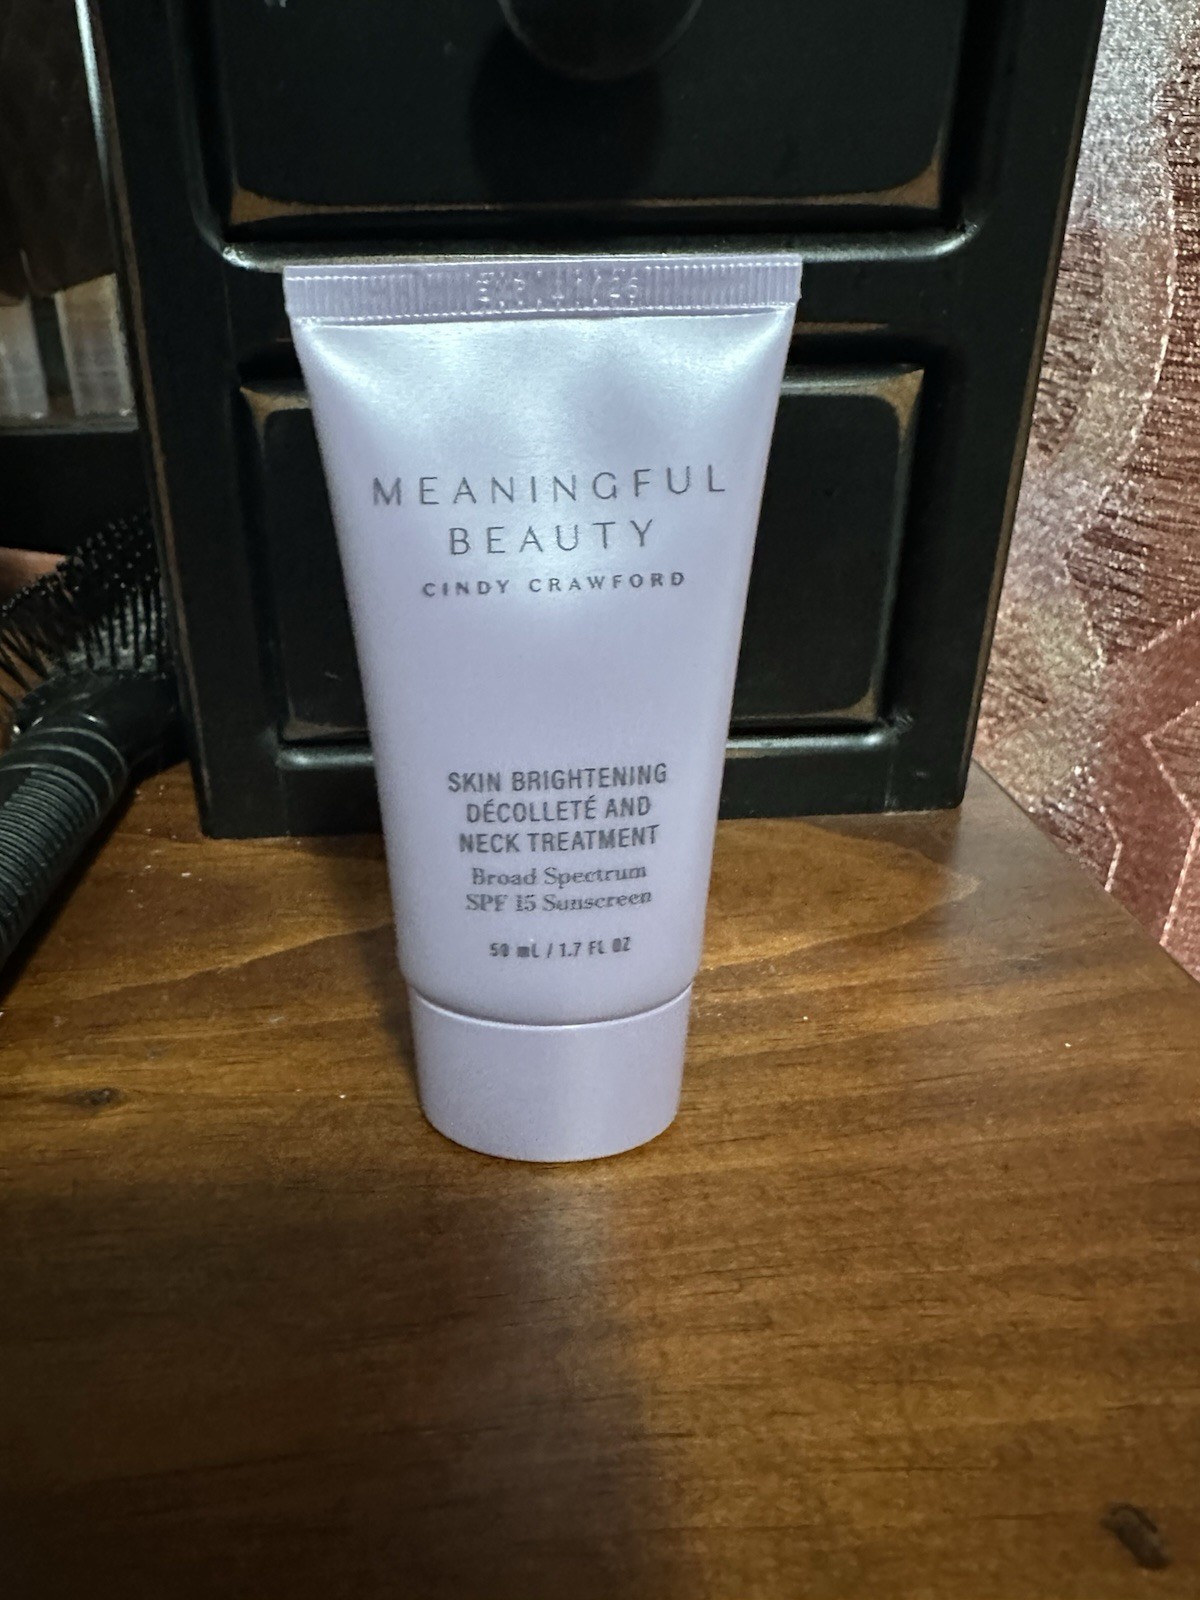 MEANINGFUL
BEAUTY
CINDY CRAWFORD
SKIN BRIGHTENING
DÉCOLLETÉ AND
NECK TREATMENT
Broad Spectrum
SPF 15 Sunscreen
50 mL / 1.7 FL OZ